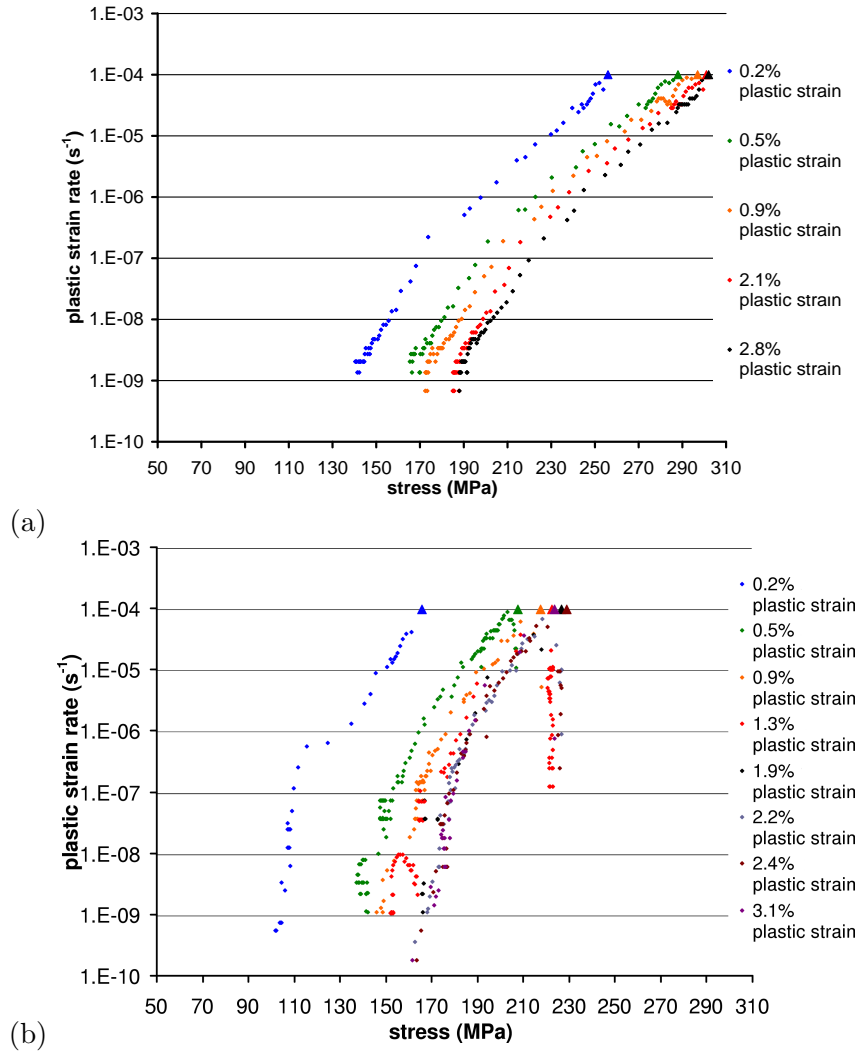 1.E-03
1.E-04
1.E-05
1.E-06
1.E-07
1.E-08
1.E-09
1.E-10
plastic strain rate (s-1)
50 70 90 110 130 150 170 190 210 230 250 270 290 310
stress (MPa)
0.2%
plastic strain
0.5%
plastic strain
0.9%
plastic strain
2.1%
plastic strain
2.8%
plastic strain
(a)
1.E-03
1.E-04
1.E-05
1.E-06
1.E-07
1.E-08
1.E-09
1.E-10
plastic strain rate (s-1)
50 70 90 110 130 150 170 190 210 230 250 270 290 310
stress (MPa)
0.2%
plastic strain
0.5%
plastic strain
0.9%
plastic strain
1.3%
plastic strain
1.9%
plastic strain
2.2%
plastic strain
2.4%
plastic strain
3.1%
plastic strain
(b)